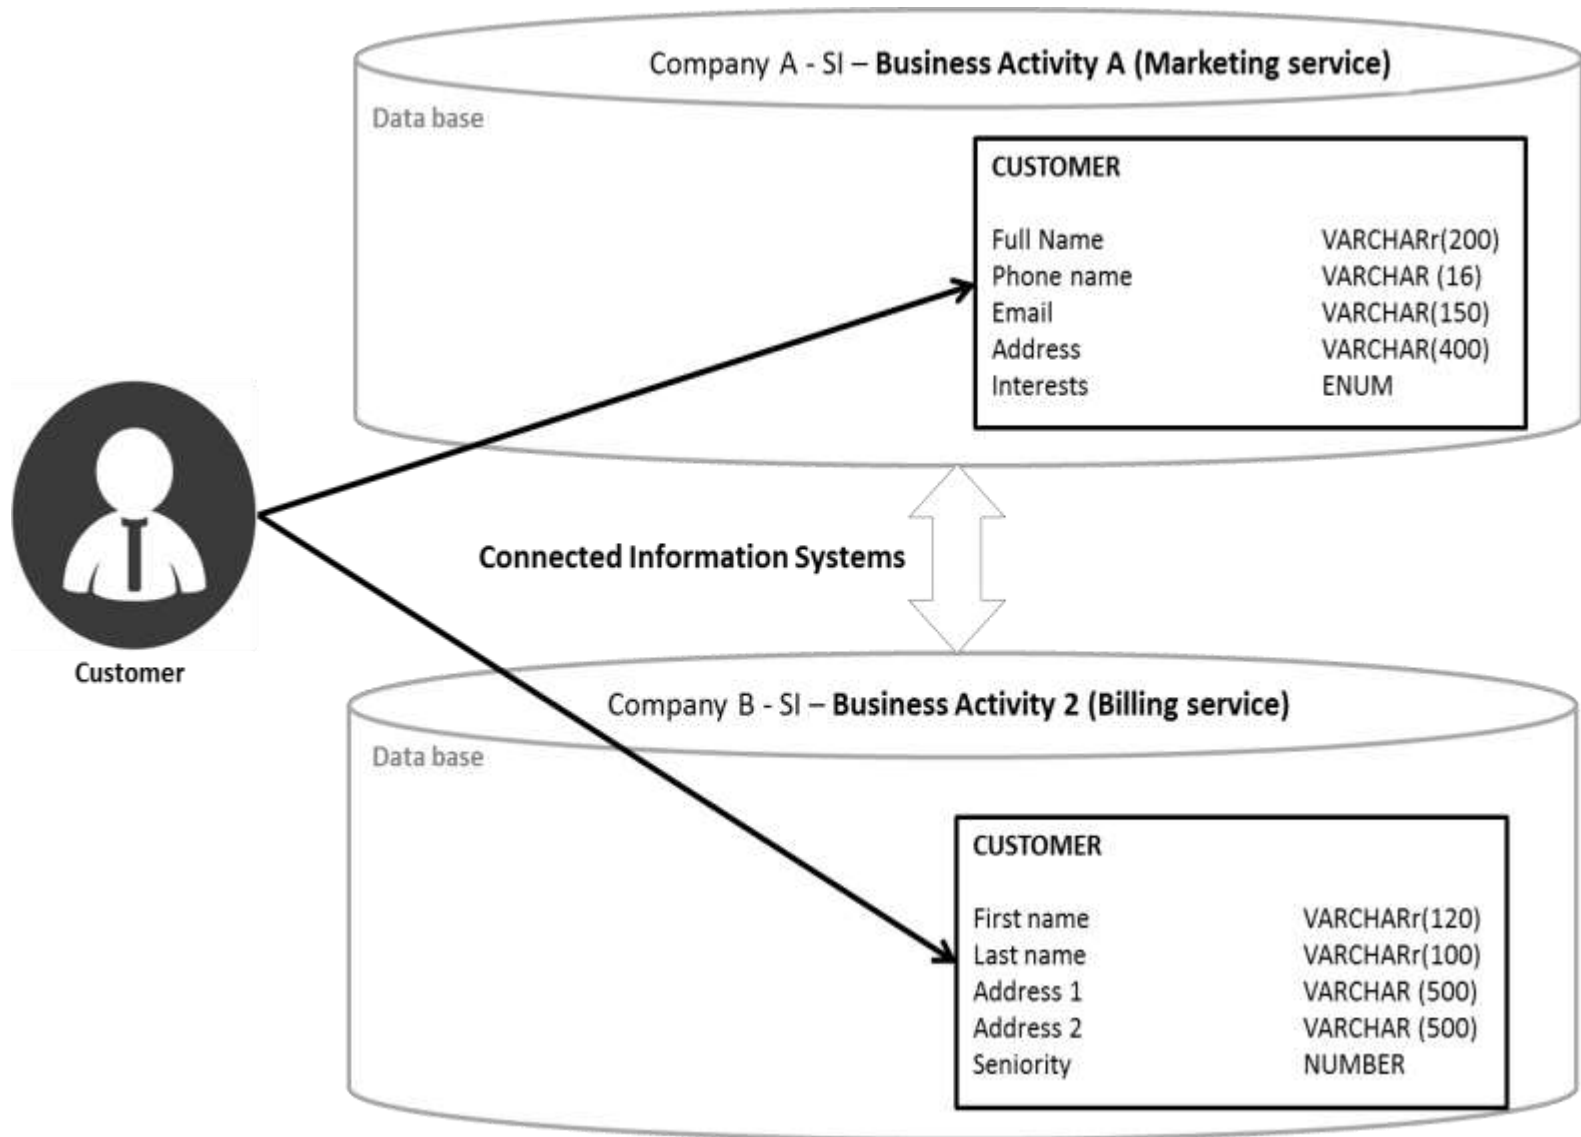 Company A - SI – Business Activity A (Marketing service)
Data base
CUSTOMER
Full Name VARCHARr(200)
Phone name VARCHAR (16)
Email VARCHAR(150)
Address VARCHAR(400)
Interests ENUM
Connected Information Systems
Customer
Company B - SI – Business Activity 2 (Billing service)
Data base
CUSTOMER
First name VARCHARr(120)
Last name VARCHARr(100)
Address 1 VARCHAR (500)
Address 2 VARCHAR (500)
Seniority NUMBER